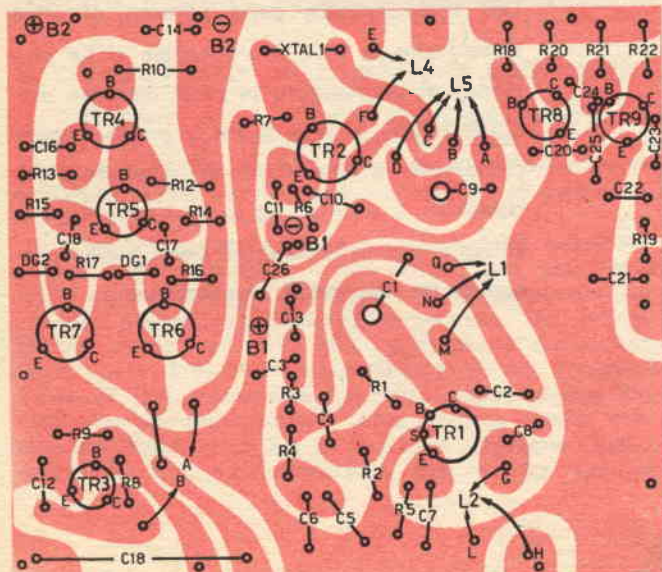 ⊕ B2 C14 ⊖ B2 E R18 R20 R21 R22
XTAL1 L4
R10 L5
B C C24 B C
TR4 R7 B F B TR8 TR9
E C TR2 C B A E E
C16 E C D C20 C25 C23
R13 B R12 C10 C9 C22
R15 TR5 R14 C11 R6
C18 E C C17 ⊖ B1 R19
DG2 R17 DG1 R16 C26 C1 Q L1 C21
B B N
TR7 TR6 ⊕ B1 C13 M
E C E C C3
R3 R1 C2
R9 C4 B C
B S TR1 C8
C12 TR3 R8 A R4 R2 E G
E C B R5 C7 L2
C6 C5
C18 L H